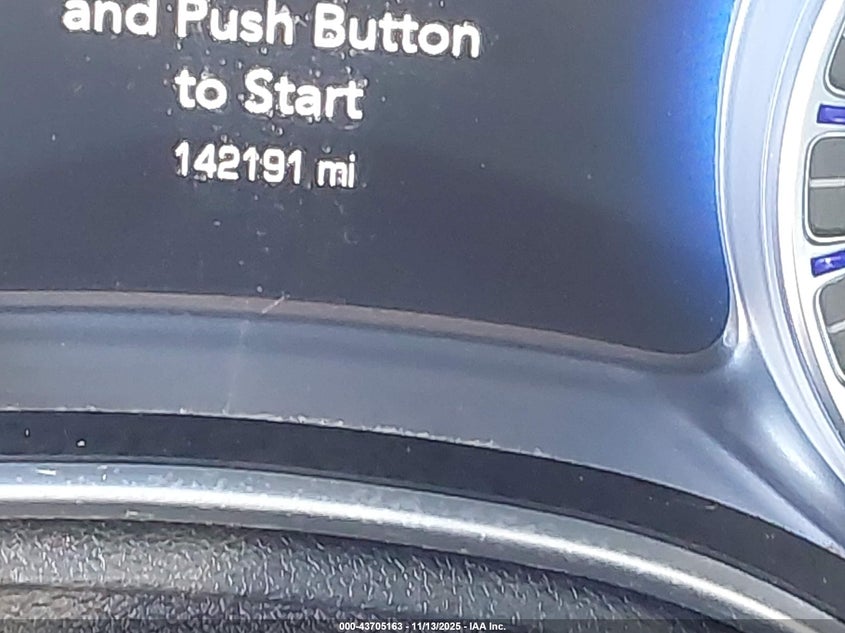 and Push Button
to Start
142191 mi
000-43705163 - 11/13/2025 - IAA Inc.